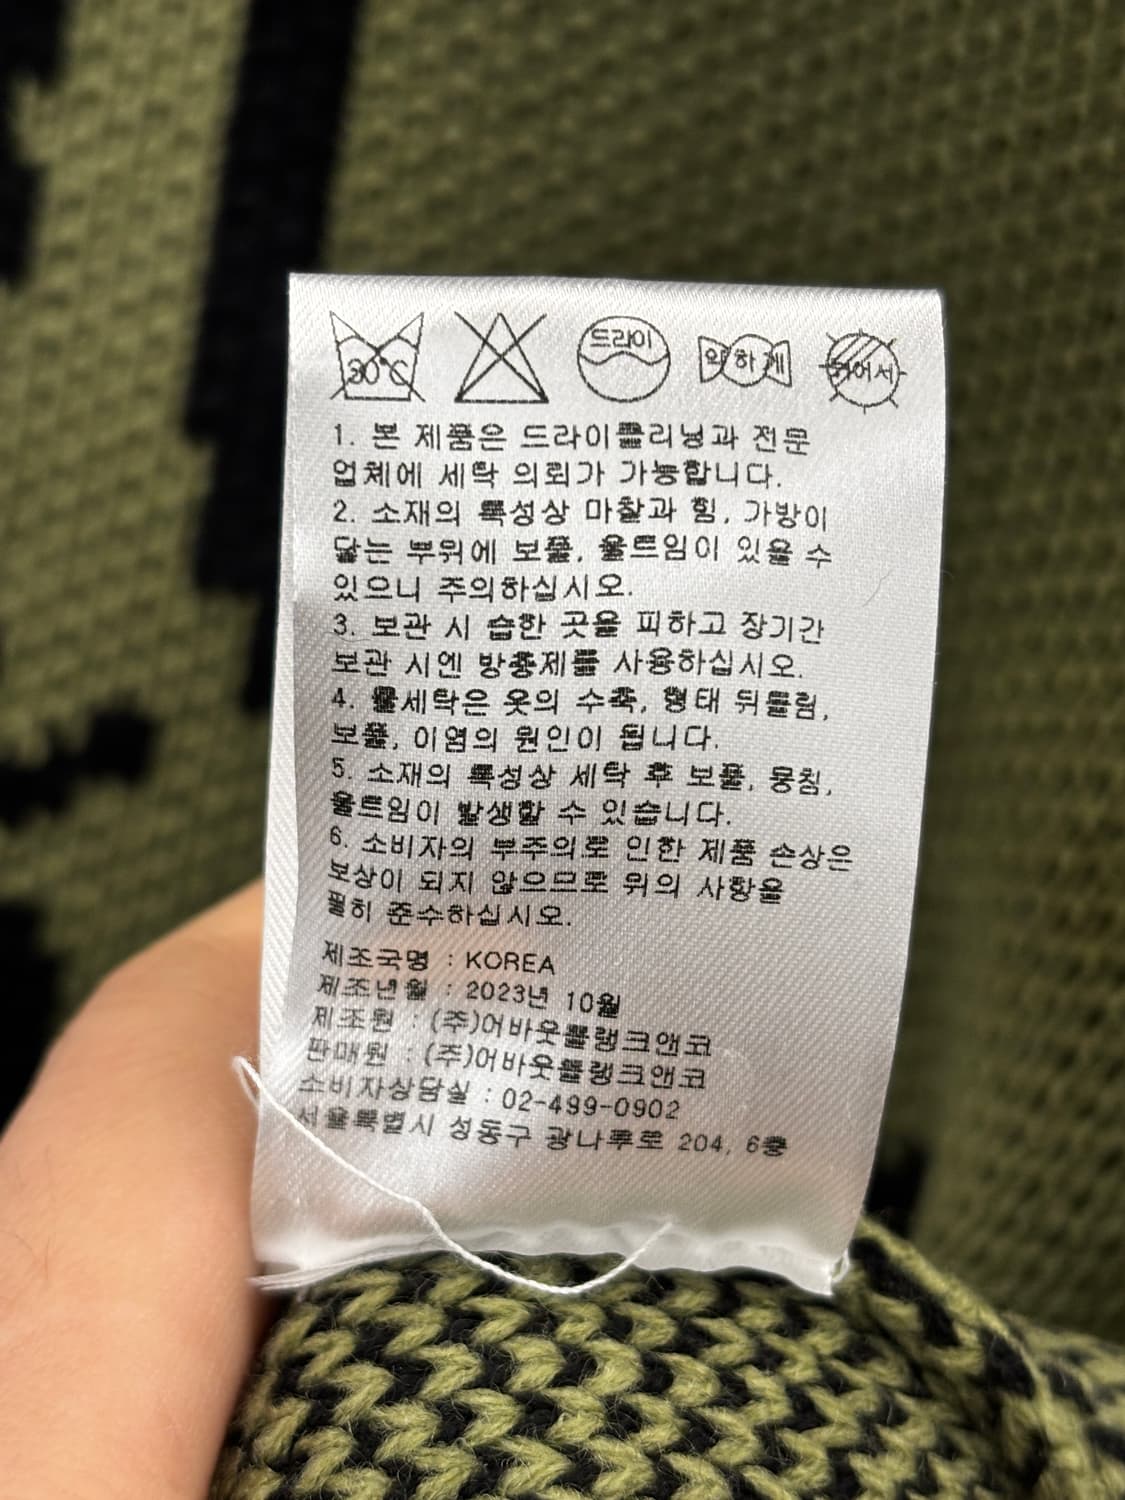 30℃
드라이
약하게
뉘어서
1. 본 제품은 드라이클리닝과 전문
업체에 세탁 의뢰가 가능합니다.
2. 소재의 특성상 마찰과 힘, 가방이
닿는 부위에 보풀, 올트임이 있을 수
있으니 주의하십시오.
3. 보관 시 습한 곳을 피하고 장기간
보관 시엔 방충제를 사용하십시오.
4. 물세탁은 옷의 수축, 형태 뒤틀림,
보풀, 이염의 원인이 됩니다.
5. 소재의 특성상 세탁 후 보풀, 뭉침,
올트임이 발생할 수 있습니다.
6. 소비자의 부주의로 인한 제품 손상은
보상이 되지 않으므로 위의 사항을
필히 준수하십시오.
제조국명 : KOREA
제조년월 : 2023년 10월
제조원 : (주)어바웃블랭크앤코
판매원 : (주)어바웃블랭크앤코
소비자상담실 : 02-499-0902
서울특별시 성동구 광나루로 204, 6층